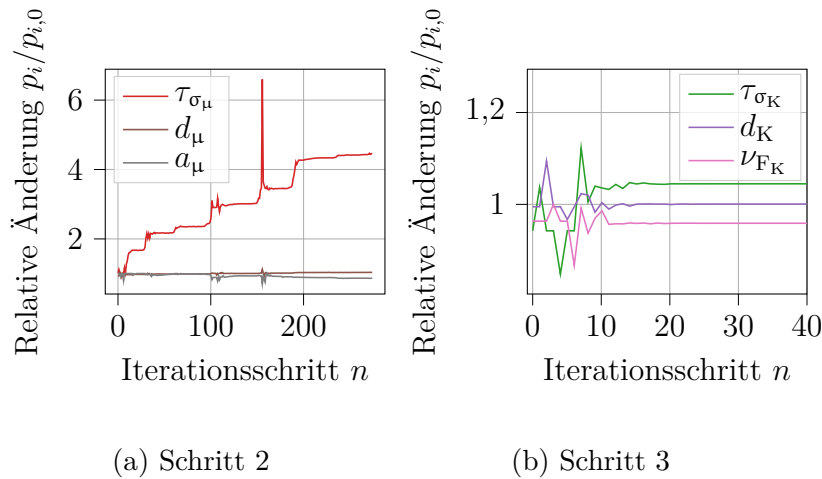 Relative Änderung p_i/p_{i,0}
6
4
2
τ_{σ_μ}
d_μ
a_μ
0
100
200
Iterationsschritt n
(a) Schritt 2
Relative Änderung p_i/p_{i,0}
1,2
1
τ_{σ_K}
d_K
ν_{F_K}
0
10
20
30
40
Iterationsschritt n
(b) Schritt 3